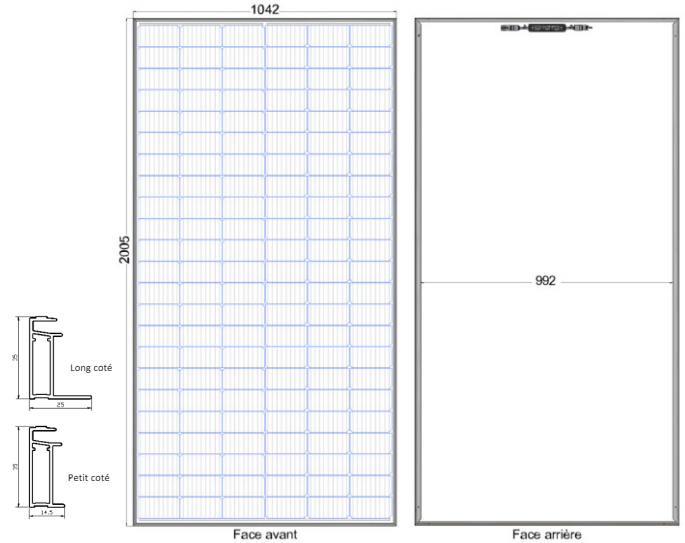 1042
2005
992
35
Long coté
25
35
Petit coté
14.5
Face avant
Face arrière